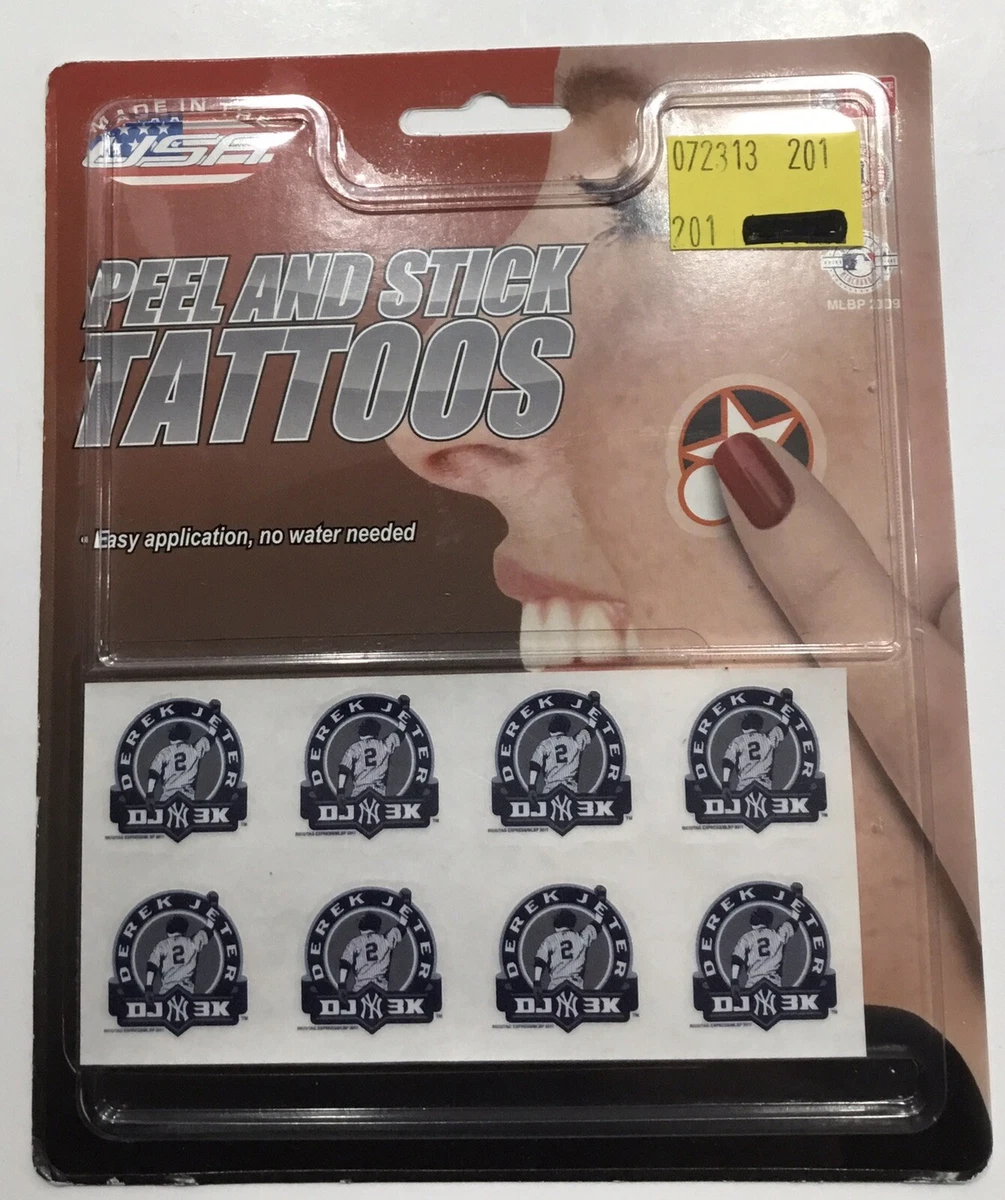 MADE IN THE
USA
072313 201
201
MLBP 2009
PEEL AND STICK
TATTOOS
Easy application, no water needed
DEREK JETER
2
DJ NY 3K
DEREK JETER
2
DJ NY 3K
DEREK JETER
2
DJ NY 3K
DEREK JETER
2
DJ NY 3K
DEREK JETER
2
DJ NY 3K
DEREK JETER
2
DJ NY 3K
DEREK JETER
2
DJ NY 3K
DEREK JETER
2
DJ NY 3K